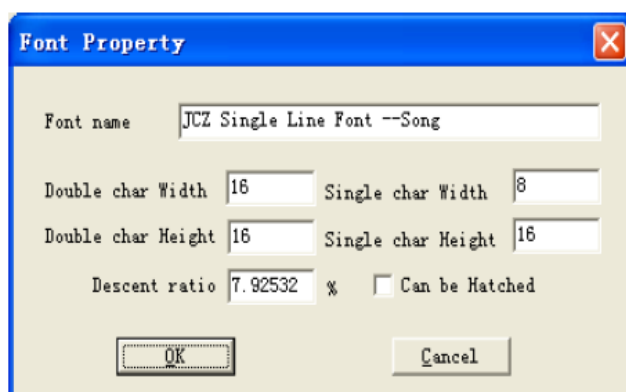 Font Property
Font name JCZ Single Line Font --Song
Double char Width 16 Single char Width 8
Double char Height 16 Single char Height 16
Descent ratio 7.92532 % Can be Hatched
OK Cancel